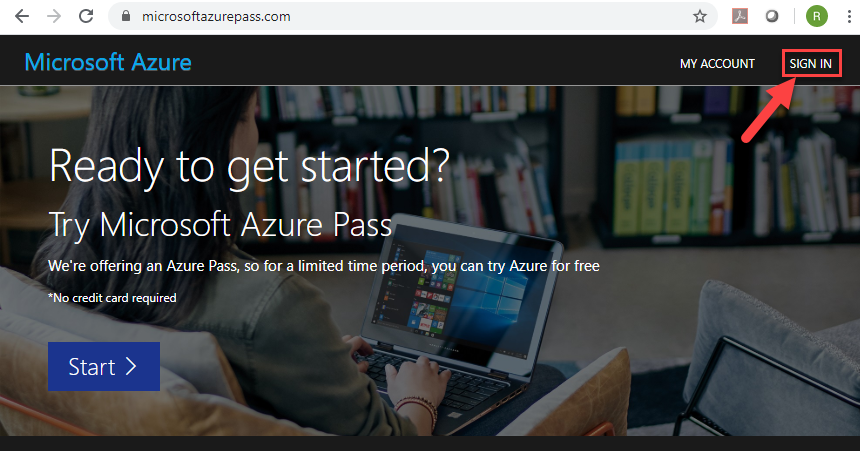 microsoftazurepass.com
R
Microsoft Azure
MY ACCOUNT
SIGN IN
Ready to get started?
Try Microsoft Azure Pass
We're offering an Azure Pass, so for a limited time period, you can try Azure for free
*No credit card required
Start